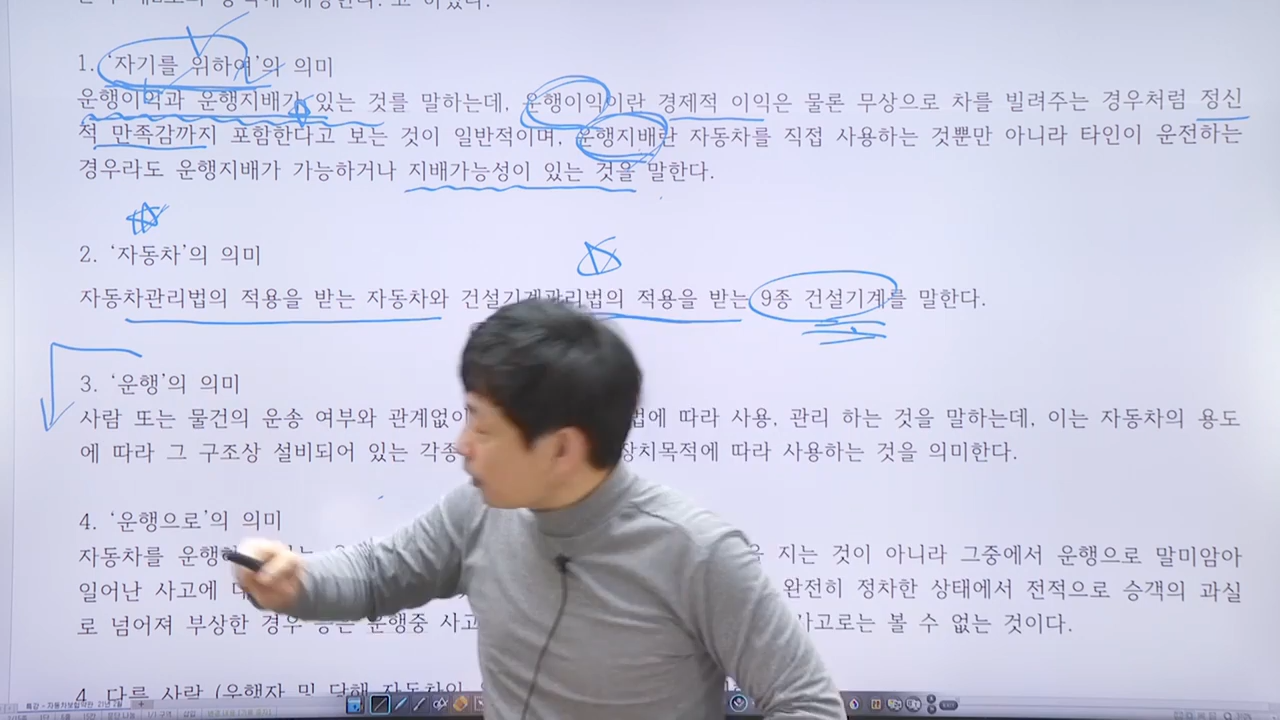 1. '자기를 위하여'의 의미
운행이익과 운행지배가 있는 것을 말하는데, 운행이익이란 경제적 이익은 물론 무상으로 차를 빌려주는 경우처럼 정신
적 만족감까지 포함한다고 보는 것이 일반적이며, 운행지배란 자동차를 직접 사용하는 것뿐만 아니라 타인이 운전하는
경우라도 운행지배가 가능하거나 지배가능성이 있는 것을 말한다.
2. '자동차'의 의미
자동차관리법의 적용을 받는 자동차와 건설기계관리법의 적용을 받는 9종 건설기계를 말한다.
3. '운행'의 의미
사람 또는 물건의 운송 여부와 관계없이 따라 사용, 관리 하는 것을 말하는데, 이는 자동차의 용도
에 따라 그 구조상 설비되어 있는 각종 장치목적에 따라 사용하는 것을 의미한다.
4. '운행으로'의 의미
자동차를 지는 것이 아니라 그중에서 운행으로 말미암아
일어난 사고에 완전히 정차한 상태에서 전적으로 승객의 과실
로 넘어져 부상한 경우 등은 운행중 볼 수 없는 것이다.
4. 다른 사람